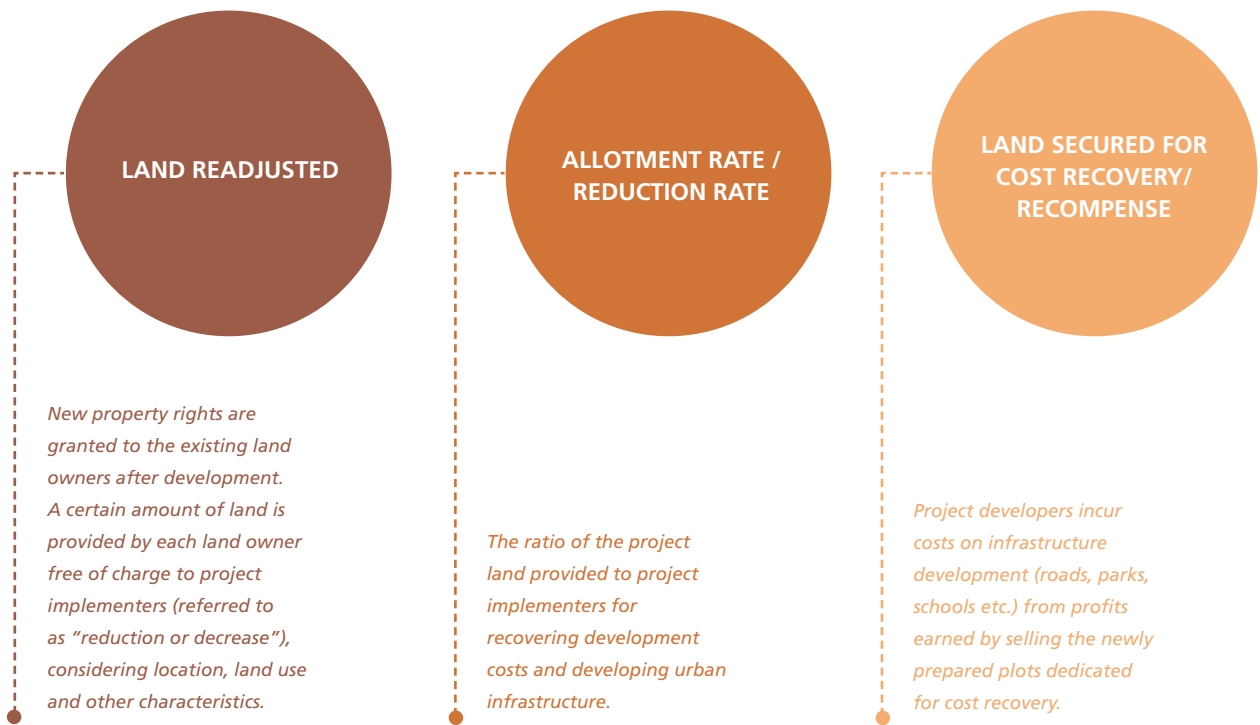 LAND READJUSTED
New property rights are
granted to the existing land
owners after development.
A certain amount of land is
provided by each land owner
free of charge to project
implementers (referred to
as “reduction or decrease”),
considering location, land use
and other characteristics.
ALLOTMENT RATE /
REDUCTION RATE
The ratio of the project
land provided to project
implementers for
recovering development
costs and developing urban
infrastructure.
LAND SECURED FOR
COST RECOVERY/
RECOMPENSE
Project developers incur
costs on infrastructure
development (roads, parks,
schools etc.) from profits
earned by selling the newly
prepared plots dedicated
for cost recovery.